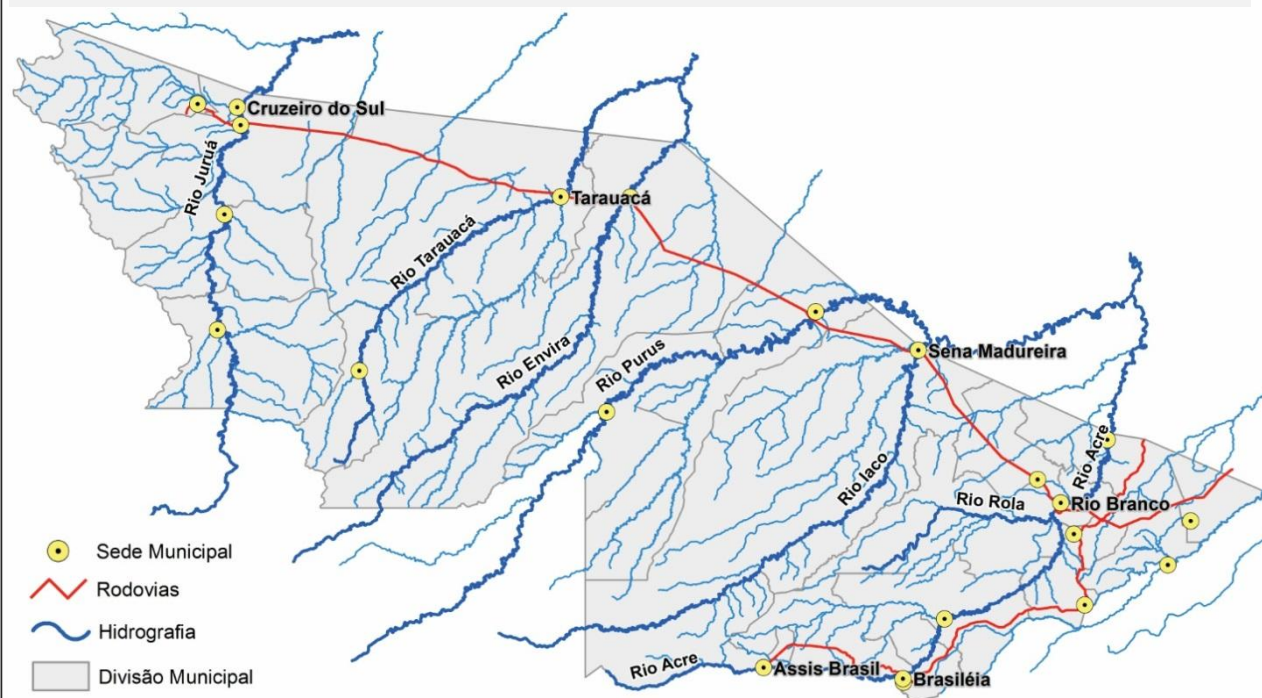 Cruzeiro do Sul
Rio Juruá
Tarauacá
Rio Tarauacá
Rio Envira
Rio Purus
Sena Madureira
Rio Iaco
Rio Acre
Rio Rola
Rio Branco
Rio Acre
Assis Brasil
Brasiléia
Sede Municipal
Rodovias
Hidrografia
Divisão Municipal